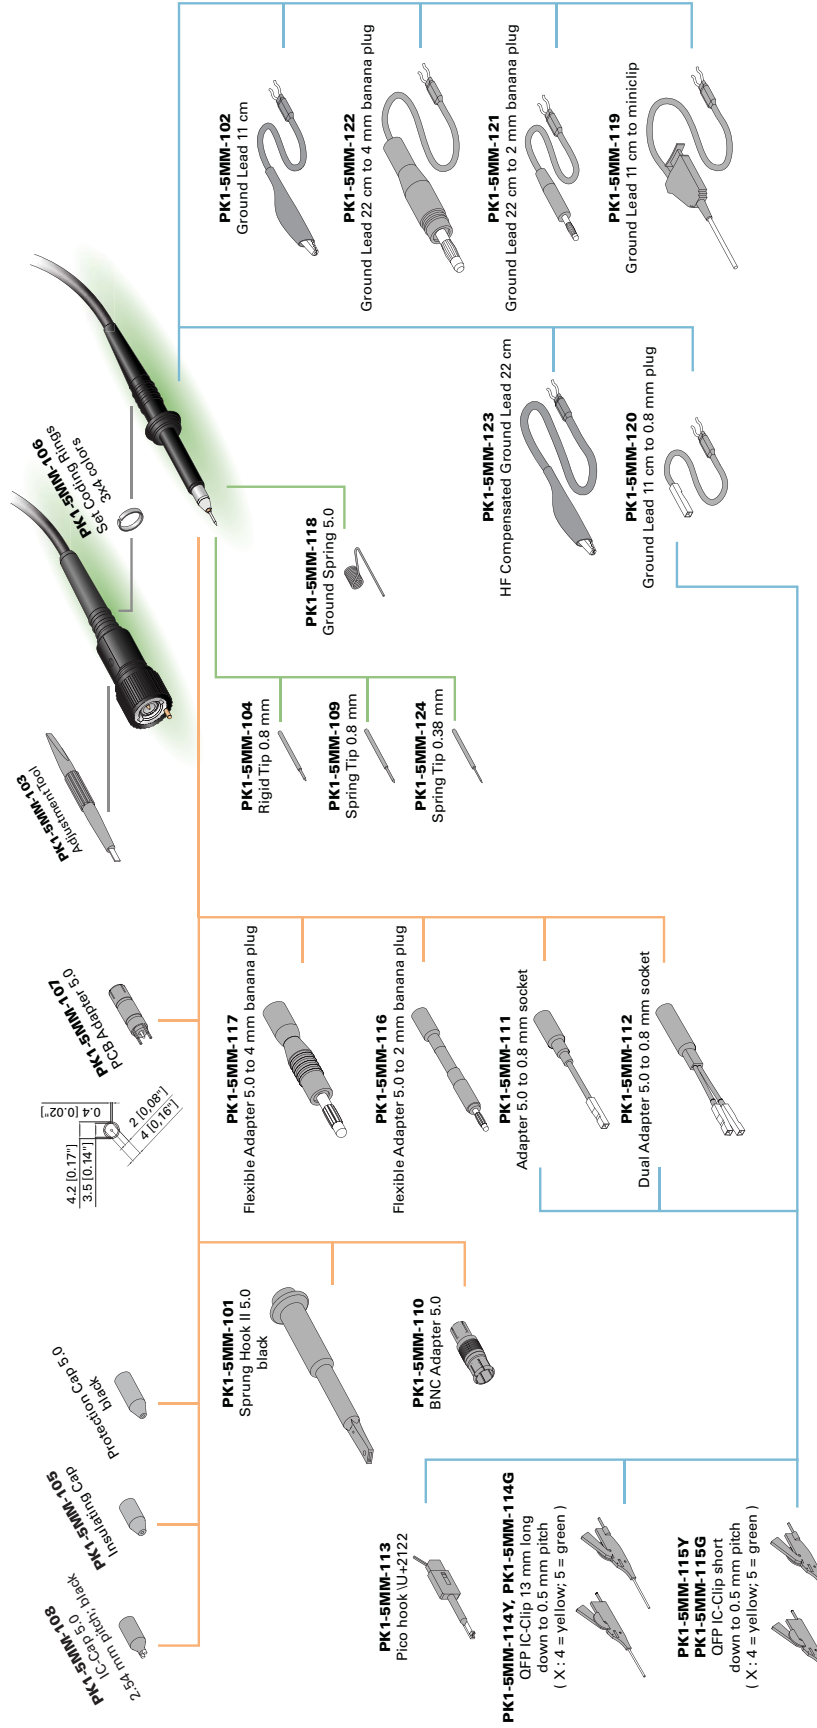 PK1-5MM-108
IC-Cap 5.0
2.54 mm pitch, black
PK1-5MM-105
Insulating Cap
Protection Cap 5.0
black
4.2 [0.17"]
3.5 [0.14"]
0.4 [0.02"]
2 [0,08"]
4 [0,16"]
PK1-5MM-107
PCB Adapter 5.0
PK1-5MM-103
Adjustment Tool
PK1-5MM-106
Set Coding Rings
3x4 colors
PK1-5MM-101
Sprung Hook II 5.0
black
PK1-5MM-110
BNC Adapter 5.0
PK1-5MM-117
Flexible Adapter 5.0 to 4 mm banana plug
PK1-5MM-116
Flexible Adapter 5.0 to 2 mm banana plug
PK1-5MM-111
Adapter 5.0 to 0.8 mm socket
PK1-5MM-112
Dual Adapter 5.0 to 0.8 mm socket
PK1-5MM-104
Rigid Tip 0.8 mm
PK1-5MM-109
Spring Tip 0.8 mm
PK1-5MM-124
Spring Tip 0.38 mm
PK1-5MM-118
Ground Spring 5.0
PK1-5MM-102
Ground Lead 11 cm
PK1-5MM-122
Ground Lead 22 cm to 4 mm banana plug
PK1-5MM-121
Ground Lead 22 cm to 2 mm banana plug
PK1-5MM-119
Ground Lead 11 cm to miniclip
PK1-5MM-123
HF Compensated Ground Lead 22 cm
PK1-5MM-120
Ground Lead 11 cm to 0.8 mm plug
PK1-5MM-113
Pico hook \U+2122
PK1-5MM-114Y, PK1-5MM-114G
QFP IC-Clip 13 mm long
down to 0.5 mm pitch
( X : 4 = yellow; 5 = green )
PK1-5MM-115Y
PK1-5MM-115G
QFP IC-Clip short
down to 0.5 mm pitch
( X : 4 = yellow; 5 = green )